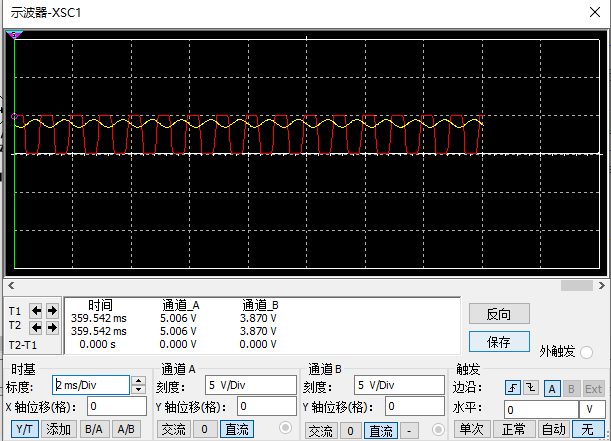 示波器-XSC1
时间 通道_A 通道_B
T1 359.542 ms 5.006 V 3.870 V
T2 359.542 ms 5.006 V 3.870 V
T2-T1 0.000 s 0.000 V 0.000 V
反向
保存
外触发
时基
标度: 2 ms/Div
X 轴位移(格): 0
Y/T 添加 B/A A/B
通道 A
刻度: 5 V/Div
Y 轴位移(格): 0
交流 0 直流
通道 B
刻度: 5 V/Div
Y 轴位移(格): 0
交流 0 直流 -
触发
边沿: A B Ext
水平: 0 V
单次 正常 自动 无